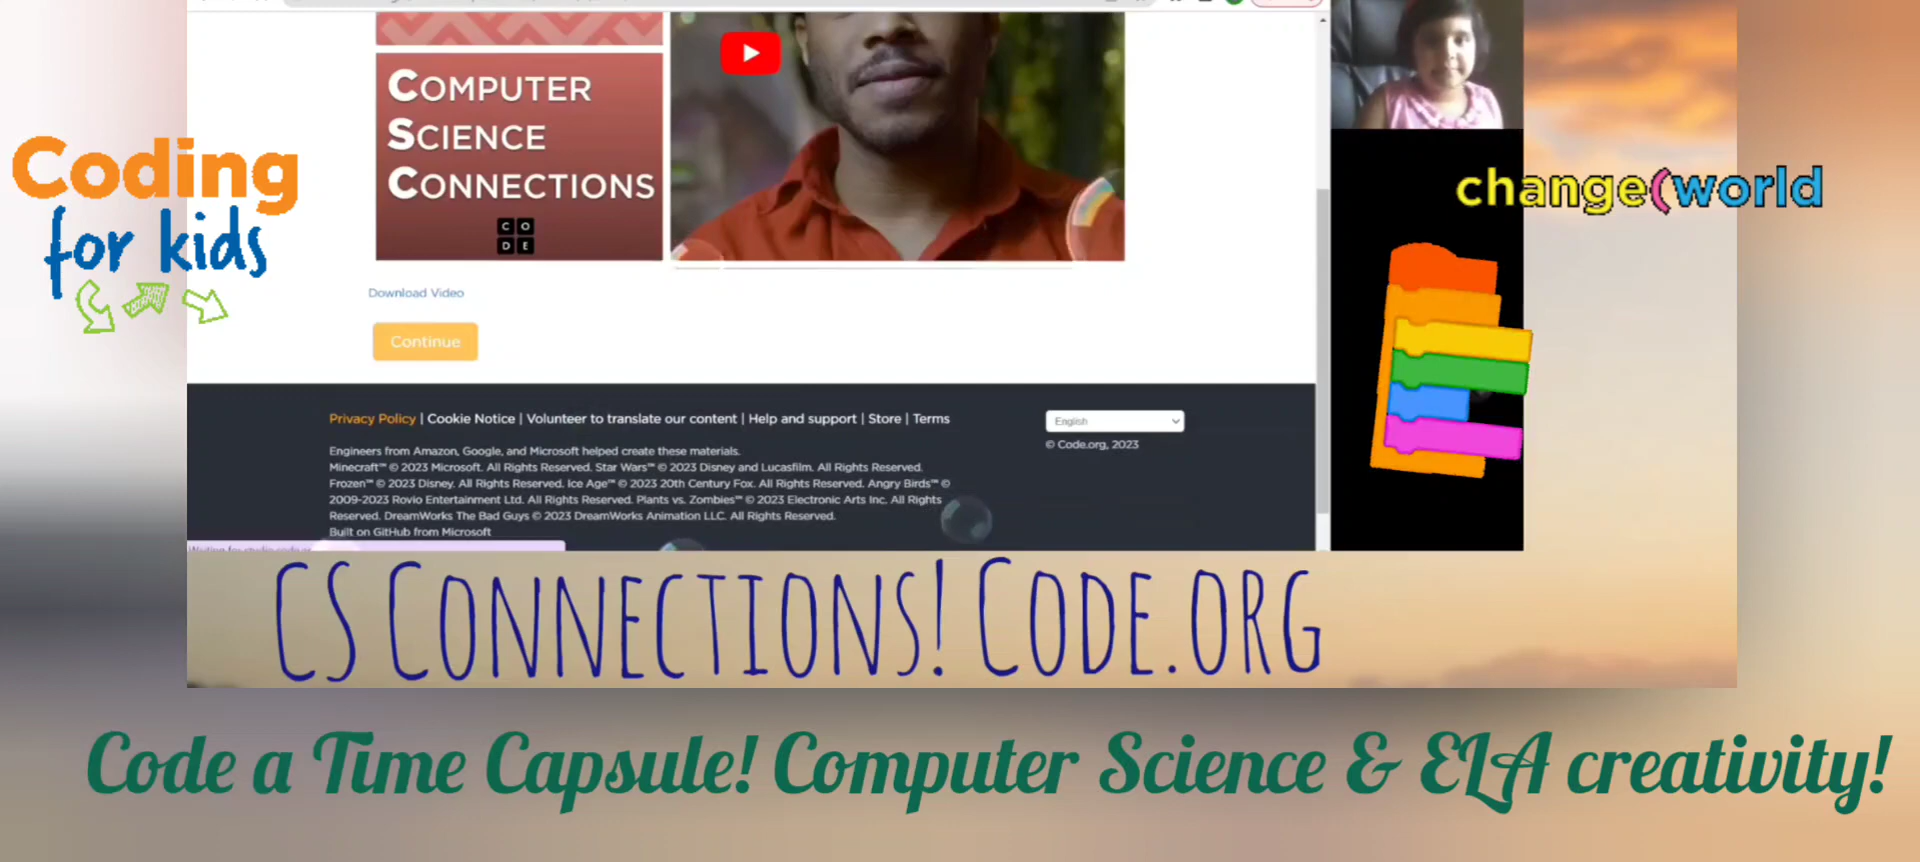 Coding
for kids
COMPUTER
SCIENCE
CONNECTIONS
C O
D E
Download Video
Continue
change(world
Privacy Policy | Cookie Notice | Volunteer to translate our content | Help and support | Store | Terms
English
© Code.org, 2023
Engineers from Amazon, Google, and Microsoft helped create these materials.
Minecraft™ © 2023 Microsoft. All Rights Reserved. Star Wars™ © 2023 Disney and Lucasfilm. All Rights Reserved.
Frozen™ © 2023 Disney. All Rights Reserved. Ice Age™ © 2023 20th Century Fox. All Rights Reserved. Angry Birds™ ©
2009-2023 Rovio Entertainment Ltd. All Rights Reserved. Plants vs. Zombies™ © 2023 Electronic Arts Inc. All Rights
Reserved. DreamWorks The Bad Guys © 2023 DreamWorks Animation LLC. All Rights Reserved.
Built on GitHub from Microsoft
CS CONNECTIONS! CODE.ORG
Code a Time Capsule! Computer Science & ELA creativity!